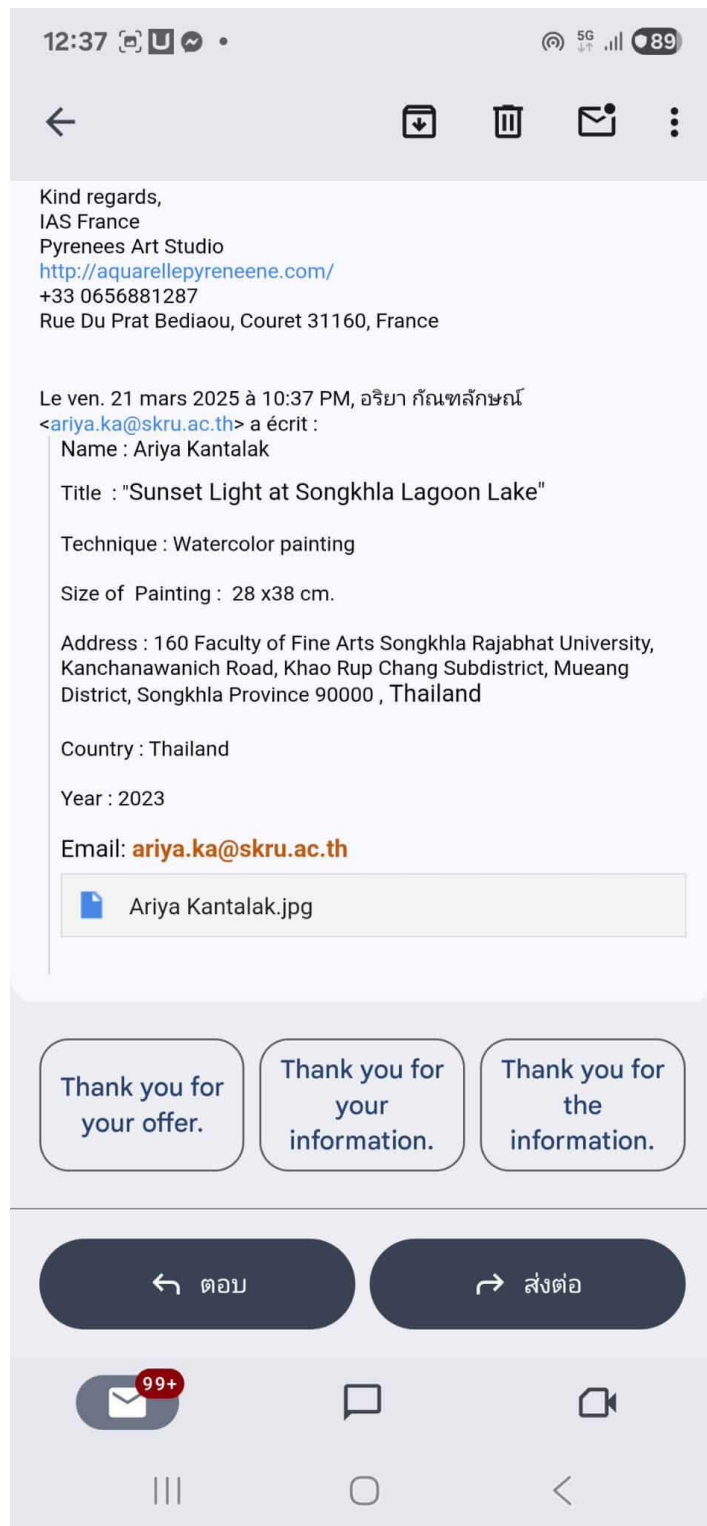 12:37
5G
89
Kind regards,
IAS France
Pyrenees Art Studio
http://aquarellepyreneene.com/
+33 0656881287
Rue Du Prat Bediaou, Couret 31160, France
Le ven. 21 mars 2025 à 10:37 PM, อริยา กัณฑลักษณ์
<ariya.ka@skru.ac.th> a écrit :
Name : Ariya Kantalak
Title : "Sunset Light at Songkhla Lagoon Lake"
Technique : Watercolor painting
Size of Painting : 28 x38 cm.
Address : 160 Faculty of Fine Arts Songkhla Rajabhat University,
Kanchanawanich Road, Khao Rup Chang Subdistrict, Mueang
District, Songkhla Province 90000 , Thailand
Country : Thailand
Year : 2023
Email: ariya.ka@skru.ac.th
Ariya Kantalak.jpg
Thank you for
your offer.
Thank you for
your
information.
Thank you for
the
information.
ตอบ
ส่งต่อ
99+